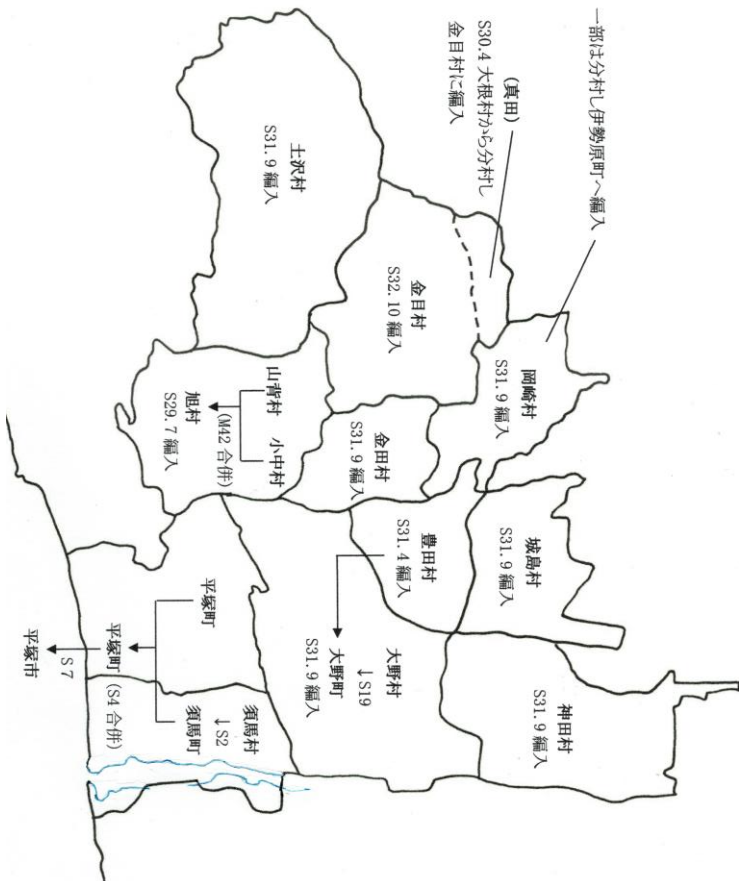 一部は分村し伊勢原町へ編入
(真田)
S30.4 大根村から分村し
金目村に編入
土沢村
S31.9 編入
金目村
S32.10 編入
岡崎村
S31.9 編入
山背村
小中村
(M42 合併)
旭村
S29.7 編入
金田村
S31.9 編入
城島村
S31.9 編入
豊田村
S31.4 編入
大野村
↓S19
大野町
S31.9 編入
神田村
S31.9 編入
平塚町
須馬村
↓S2
須馬町
平塚町
(S4 合併)
S7
平塚市